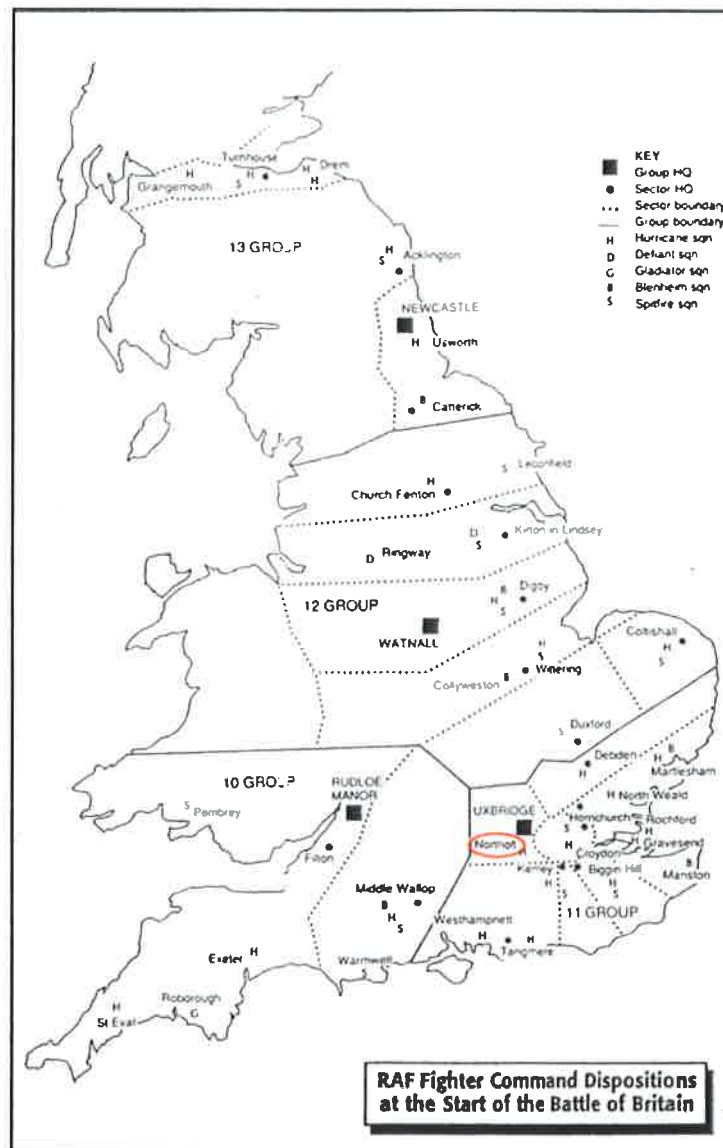 KEY
Group HQ
Sector HQ
Sector boundary
Group boundary
H Hurricane sqn
D Defiant sqn
G Gladiator sqn
B Blenheim sqn
S Spitfire sqn
Turnhouse
H Grangemouth
S H
H Drem
H
13 GROUP
H
S Acklington
NEWCASTLE
H Usworth
B Catterick
S Leconfield
H
Church Fenton
D Kirton in Lindsey
S
D Ringway
B Digby
H
S
12 GROUP
WATNALL
H
S
Wittering
Collyweston B
Coltishall
H
S
S Duxford
Debden
H
B
H
Martlesham
10 GROUP
S Pembrey
RUDLOE
MANOR
UXBRIDGE
Northolt
H
H North Weald
Hornchurch
S
Rochford
H
H Gravesend
H
Croydon
Kenley
H
S
Biggin Hill
H
S
B
Manston
11 GROUP
Filton
Middle Wallop
B
H
S
Westhampnett
H
H
Tangmere
Warmwell
Exeter H
Roborough
G
H
St Eval
RAF Fighter Command Dispositions
at the Start of the Battle of Britain